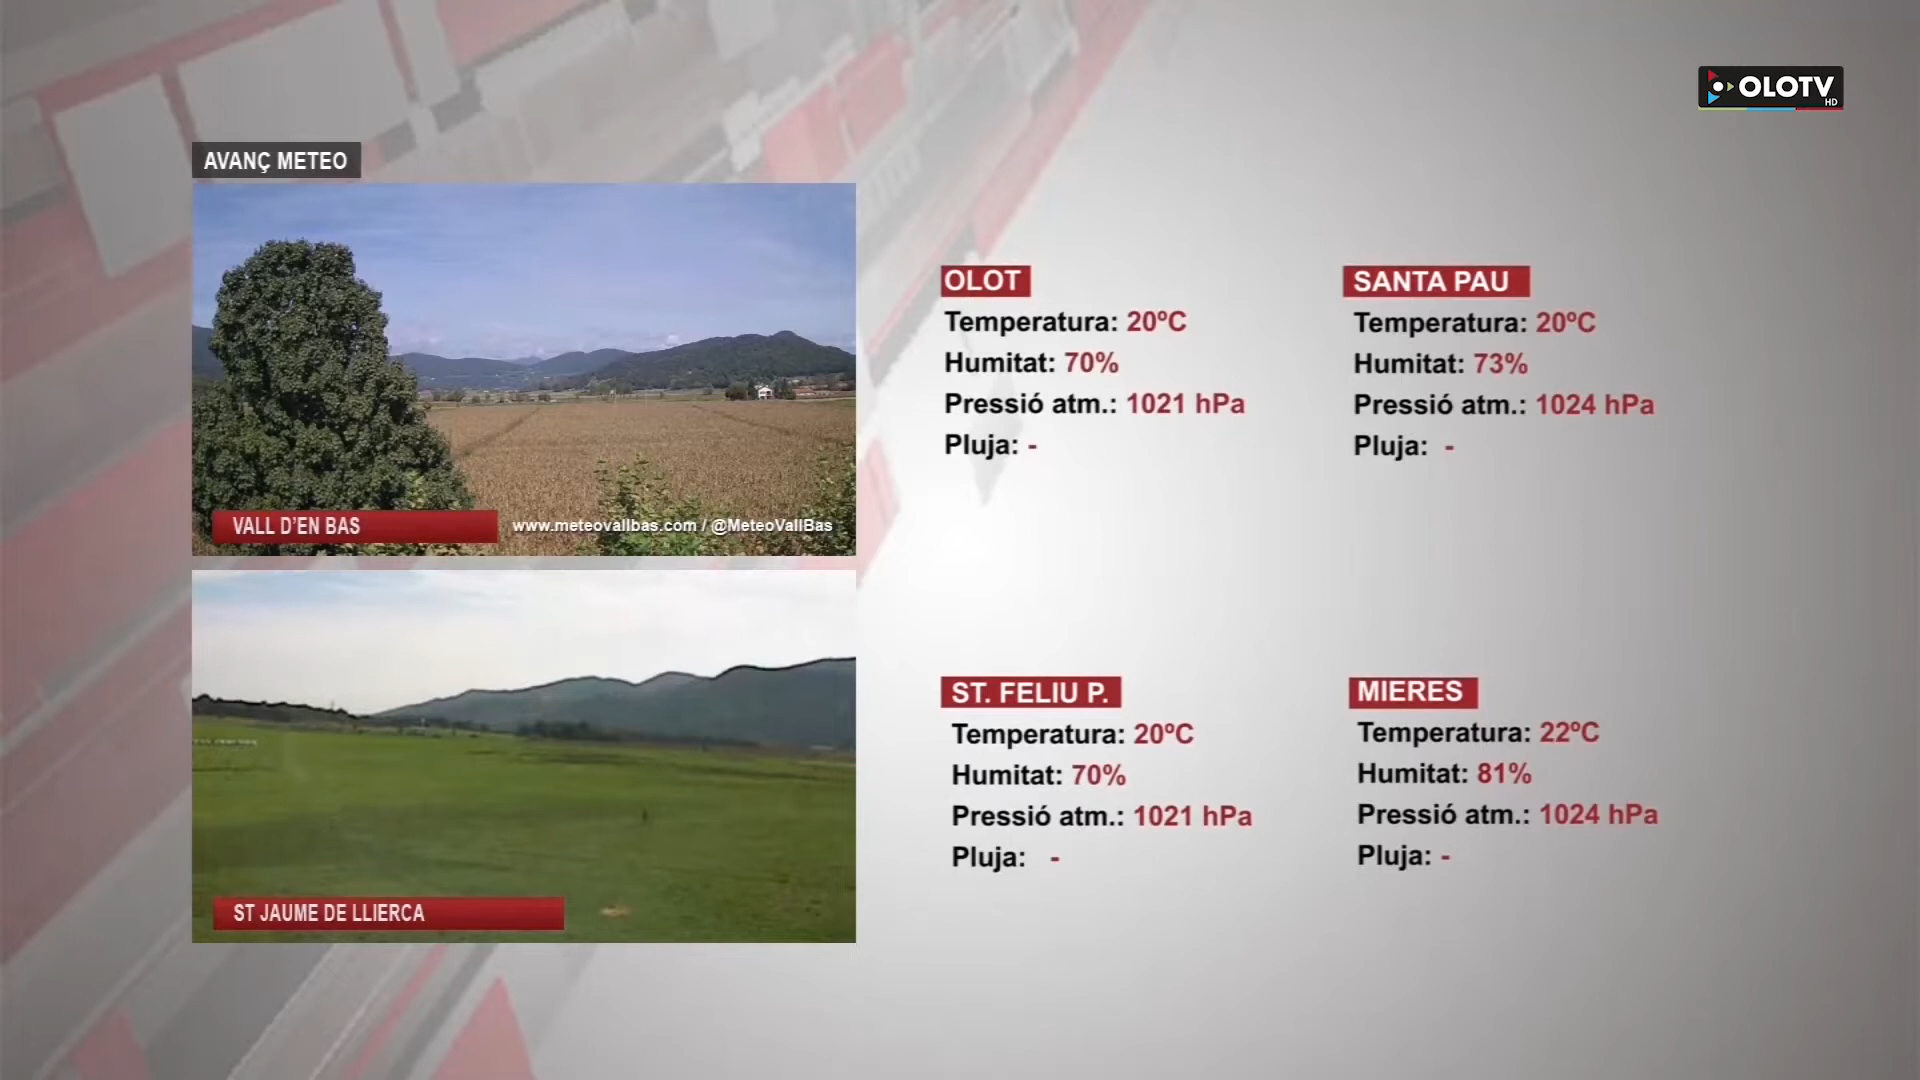 OLOTV
HD
AVANÇ METEO
VALL D'EN BAS
www.meteovallbas.com / @MeteoVallBas
ST JAUME DE LLIERCA
OLOT
Temperatura: 20ºC
Humitat: 70%
Pressió atm.: 1021 hPa
Pluja: -
SANTA PAU
Temperatura: 20ºC
Humitat: 73%
Pressió atm.: 1024 hPa
Pluja: -
ST. FELIU P.
Temperatura: 20ºC
Humitat: 70%
Pressió atm.: 1021 hPa
Pluja: -
MIERES
Temperatura: 22ºC
Humitat: 81%
Pressió atm.: 1024 hPa
Pluja: -